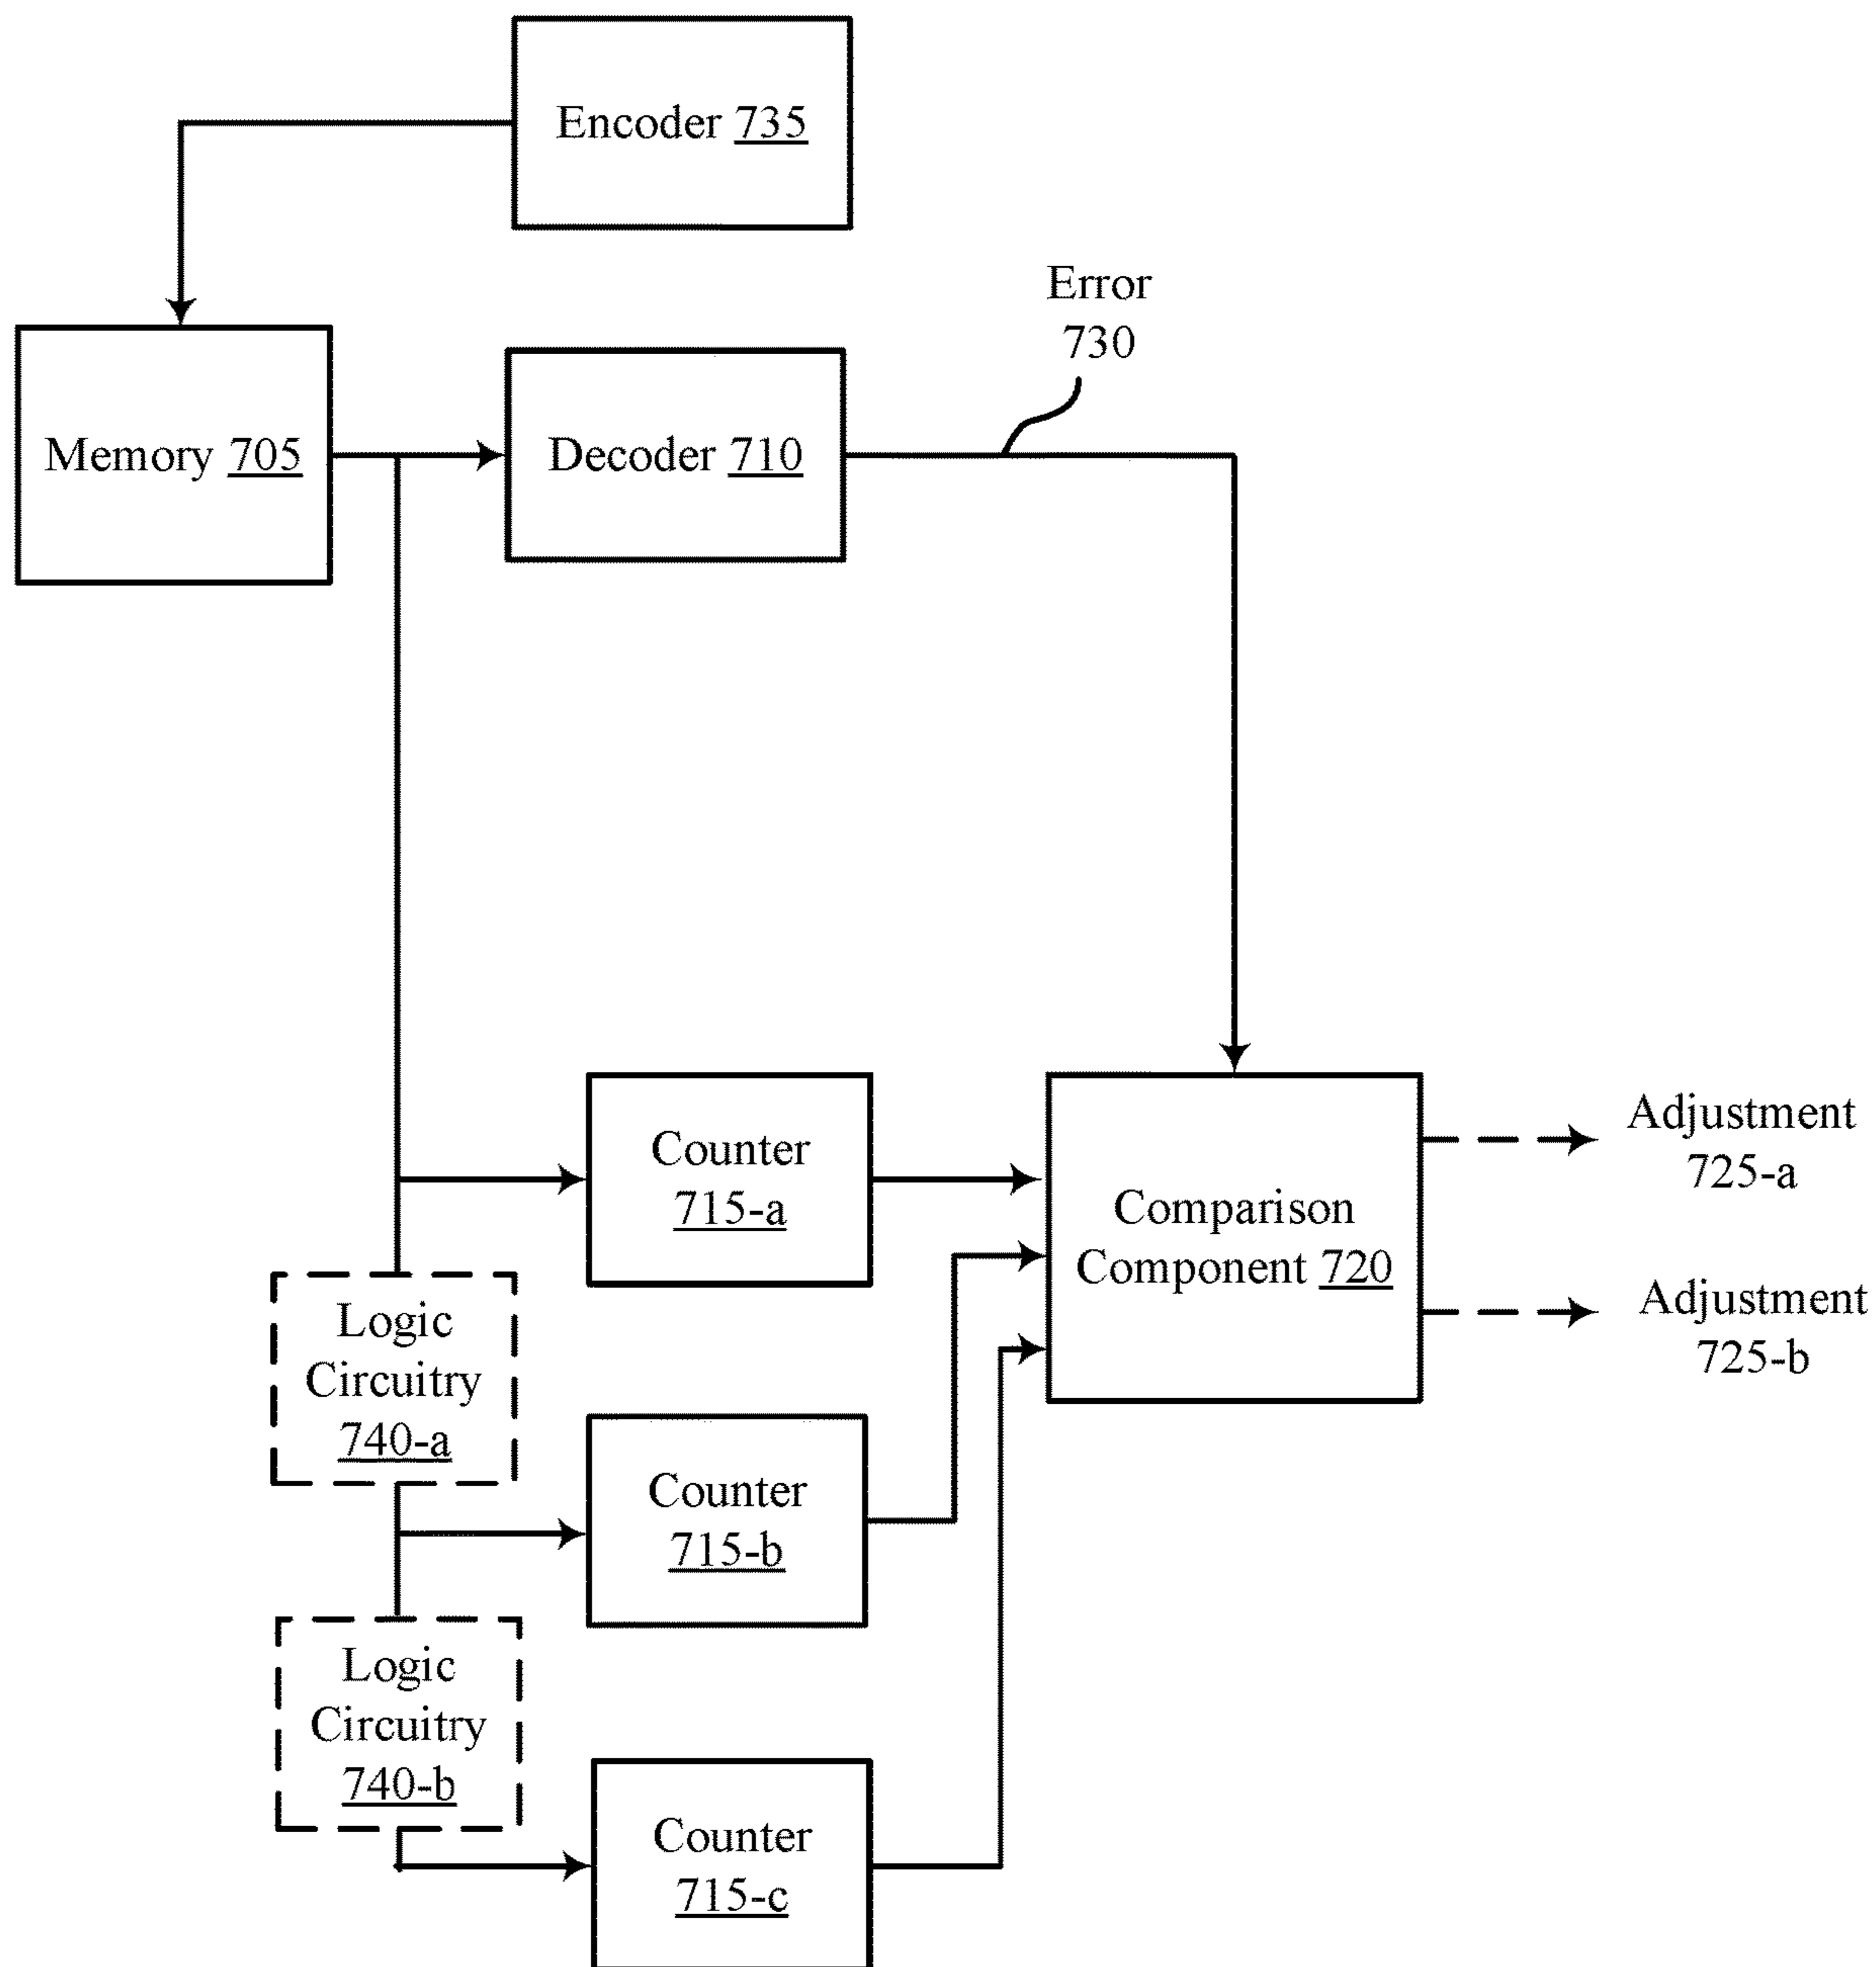 Encoder 735
Error
730
Memory 705
Decoder 710
Counter
715-a
Comparison
Component 720
Adjustment
725-a
Adjustment
725-b
Logic
Circuitry
740-a
Counter
715-b
Logic
Circuitry
740-b
Counter
715-c